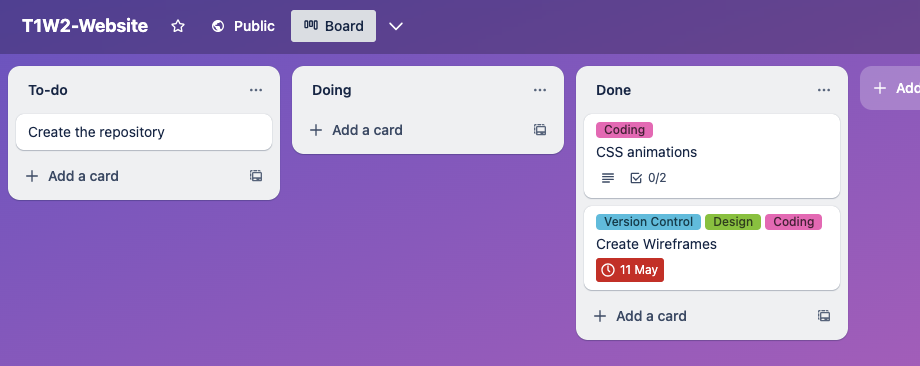 T1W2-Website Public Board
To-do
Create the repository
Add a card
Doing
Add a card
Done
Coding
CSS animations
0/2
Version Control Design Coding
Create Wireframes
11 May
Add a card
Add